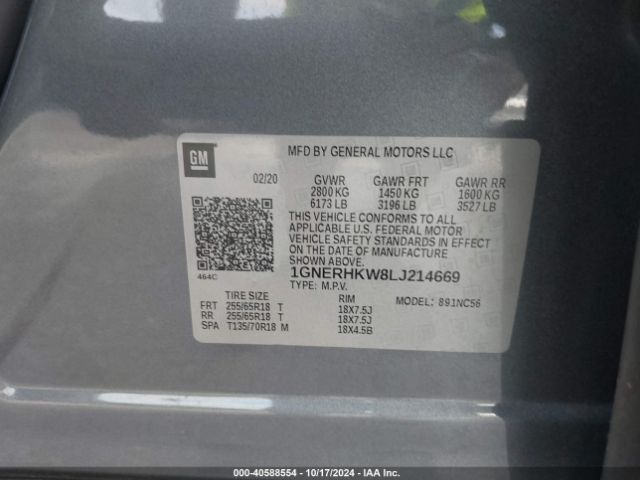 GM
MFD BY GENERAL MOTORS LLC
02/20 GVWR GAWR FRT GAWR RR
2800 KG 1450 KG 1600 KG
6173 LB 3196 LB 3527 LB
THIS VEHICLE CONFORMS TO ALL
APPLICABLE U.S. FEDERAL MOTOR
VEHICLE SAFETY STANDARDS IN EFFECT
ON THE DATE OF MANUFACTURE
SHOWN ABOVE.
464C 1GNERHKW8LJ214669
TYPE: M.P.V.
TIRE SIZE RIM MODEL: 891NC56
FRT 255/65R18 T 18X7.5J
RR 255/65R18 T 18X7.5J
SPA T135/70R18 M 18X4.5B
000-40588554 | 10/17/2024 | IAA Inc.